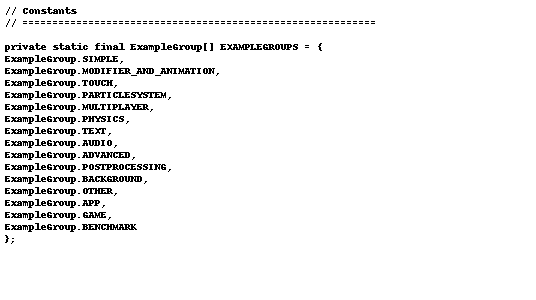 // Constants
// ===========================================================
private static final ExampleGroup[] EXAMPLEGROUPS = {
ExampleGroup.SIMPLE,
ExampleGroup.MODIFIER_AND_ANIMATION,
ExampleGroup.TOUCH,
ExampleGroup.PARTICLESYSTEM,
ExampleGroup.MULTIPLAYER,
ExampleGroup.PHYSICS,
ExampleGroup.TEXT,
ExampleGroup.AUDIO,
ExampleGroup.ADVANCED,
ExampleGroup.POSTPROCESSING,
ExampleGroup.BACKGROUND,
ExampleGroup.OTHER,
ExampleGroup.APP,
ExampleGroup.GAME,
ExampleGroup.BENCHMARK
};